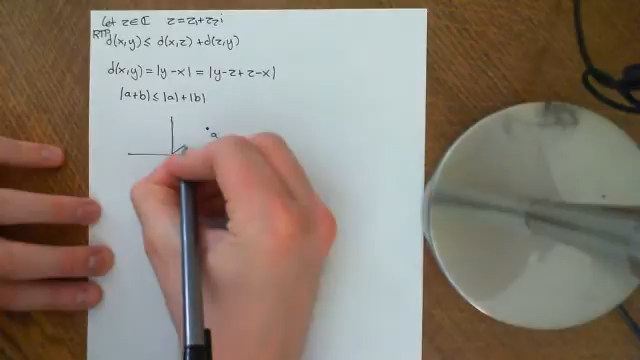 Let z∈ℂ z = z₁+z₂i
RTP d(x,y) ≤ d(x,z) + d(z,y)
d(x,y) = |y-x| = |y-z+z-x|
|a+b| ≤ |a|+|b|
a